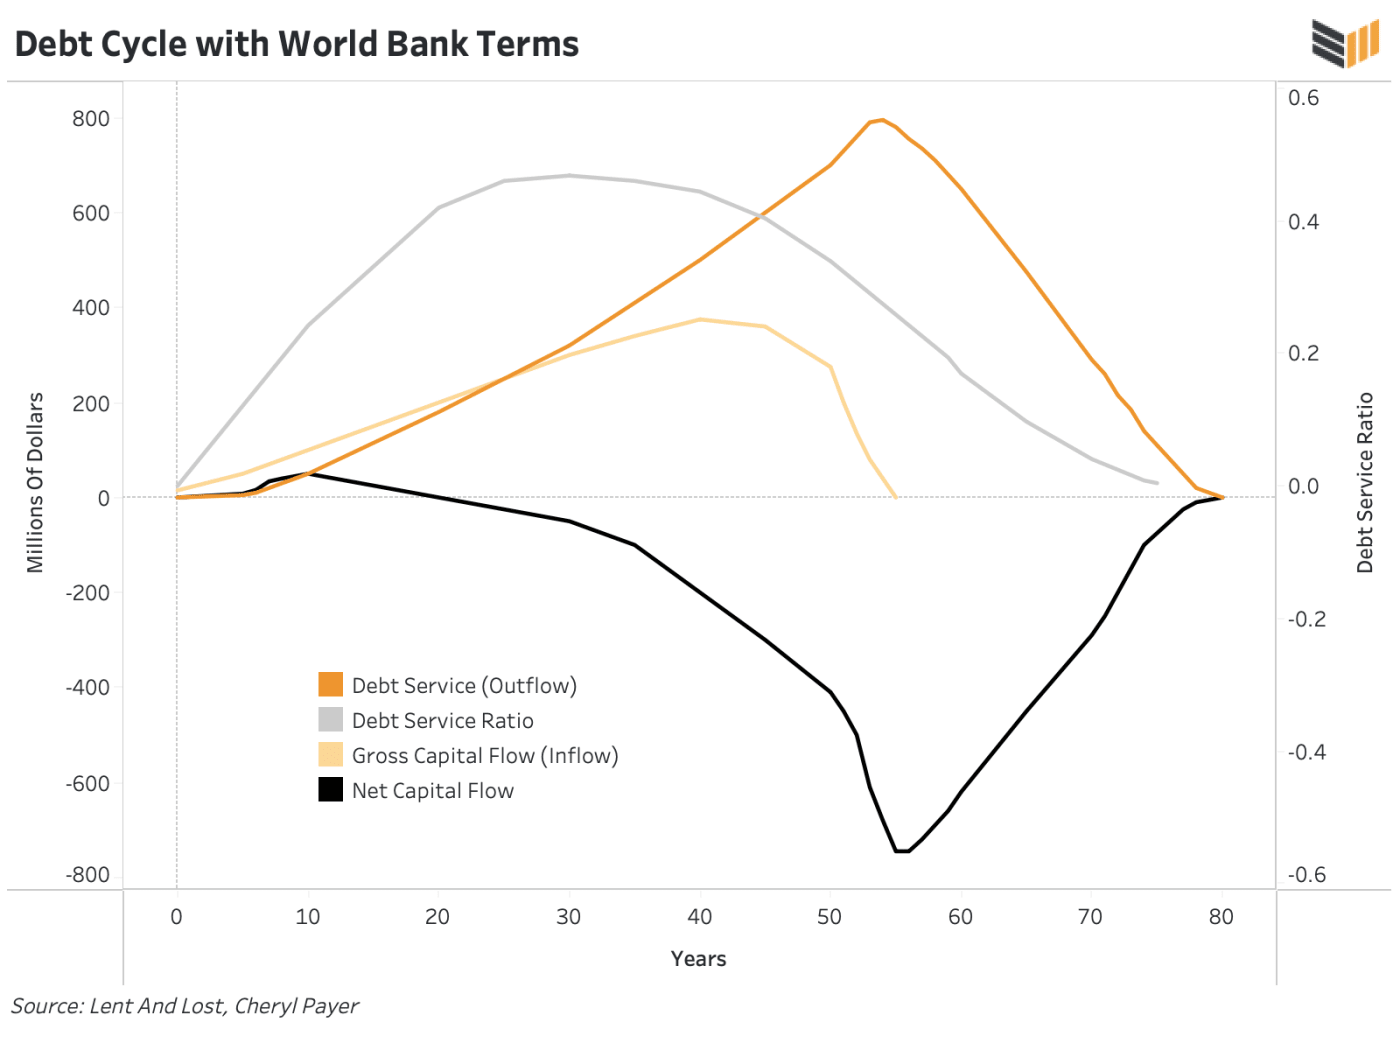 Debt Cycle with World Bank Terms
800
600
400
200
0
-200
-400
-600
-800
Millions Of Dollars
0.6
0.4
0.2
0.0
-0.2
-0.4
-0.6
Debt Service Ratio
Debt Service (Outflow)
Debt Service Ratio
Gross Capital Flow (Inflow)
Net Capital Flow
0 10 20 30 40 50 60 70 80
Years
Source: Lent And Lost, Cheryl Payer